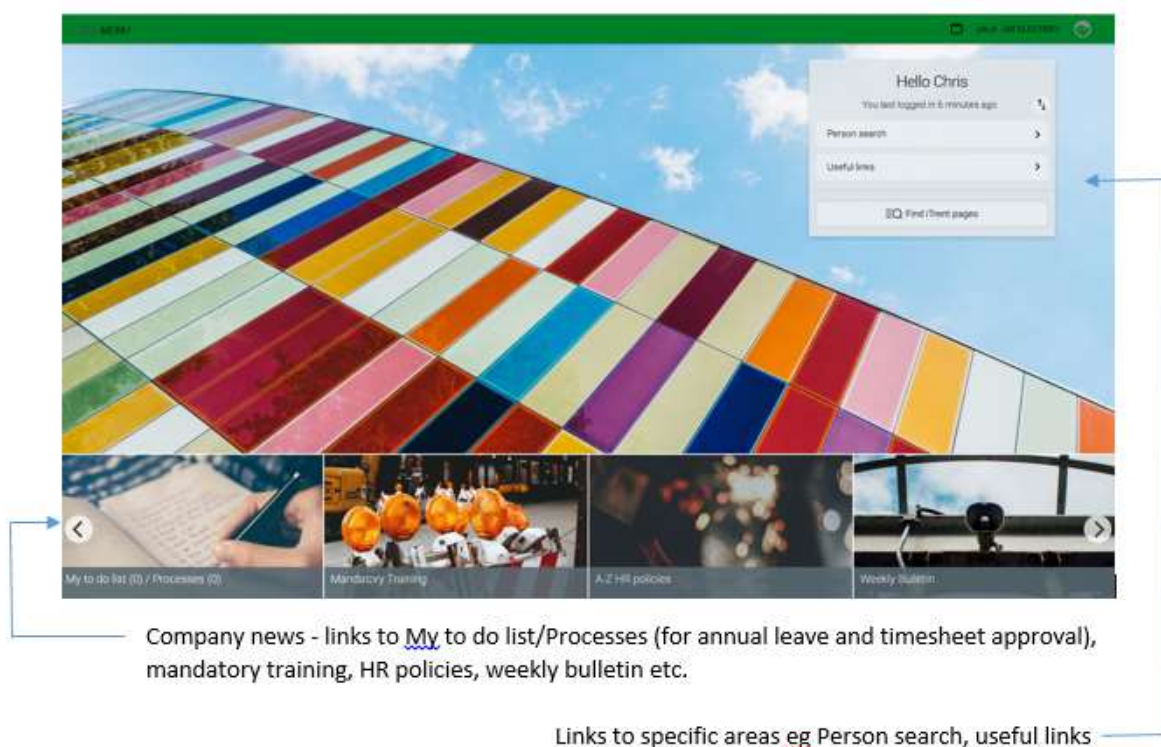 MENU
Hello Chris
You last logged in 6 minutes ago
Person search
Useful links
Find iTrent pages
My to do list (0) / Processes (0)
Mandatory Training
A-Z HR policies
Weekly Bulletin
Company news - links to My to do list/Processes (for annual leave and timesheet approval),
mandatory training, HR policies, weekly bulletin etc.
Links to specific areas eg Person search, useful links